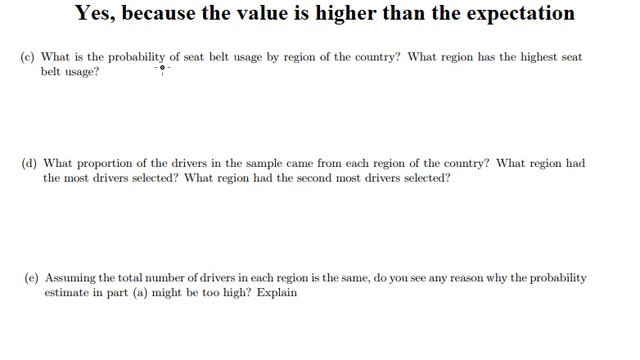 Yes, because the value is higher than the expectation
(c) What is the probability of seat belt usage by region of the country? What region has the highest seat
belt usage?
(d) What proportion of the drivers in the sample came from each region of the country? What region had
the most drivers selected? What region had the second most drivers selected?
(e) Assuming the total number of drivers in each region is the same, do you see any reason why the probability
estimate in part (a) might be too high? Explain